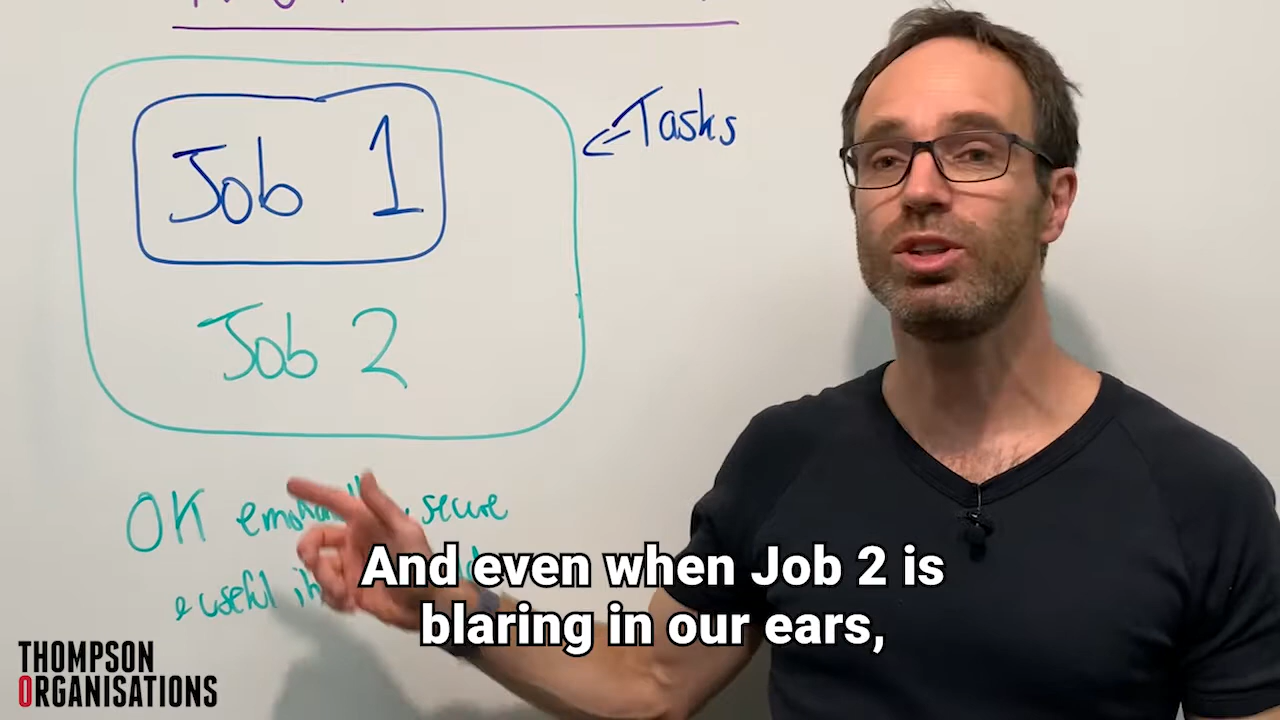 Job 1
Tasks
Job 2
OK secure
& useful
And even when Job 2 is
blaring in our ears,
THOMPSON
ORGANISATIONS